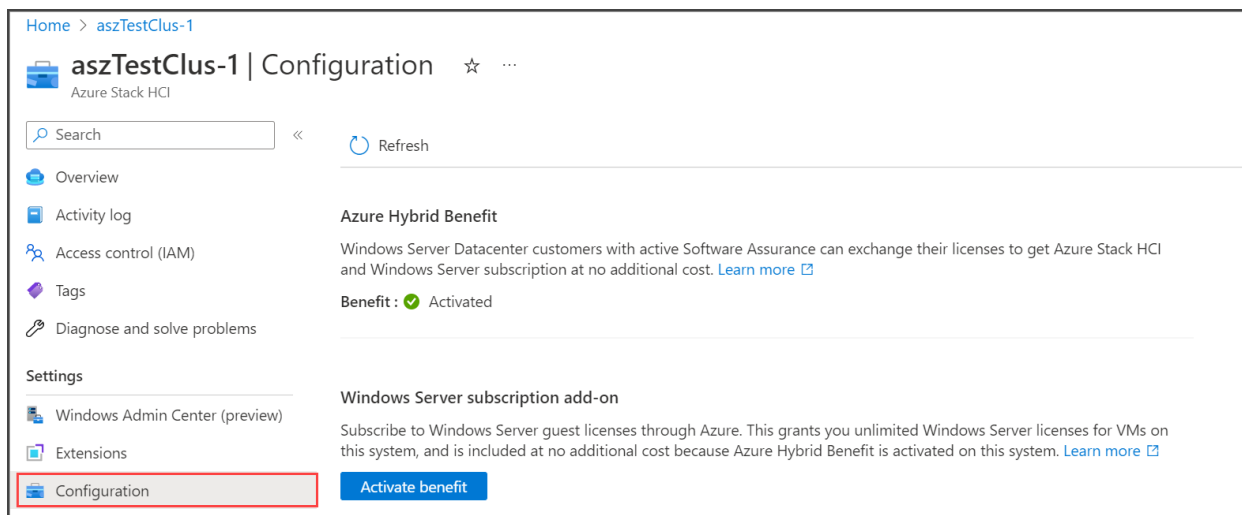 Home > aszTestClus-1
aszTestClus-1 | Configuration ☆ ...
Azure Stack HCI
Search «
Overview
Activity log
Access control (IAM)
Tags
Diagnose and solve problems
Settings
Windows Admin Center (preview)
Extensions
Configuration
Refresh
Azure Hybrid Benefit
Windows Server Datacenter customers with active Software Assurance can exchange their licenses to get Azure Stack HCI
and Windows Server subscription at no additional cost. Learn more
Benefit : Activated
Windows Server subscription add-on
Subscribe to Windows Server guest licenses through Azure. This grants you unlimited Windows Server licenses for VMs on
this system, and is included at no additional cost because Azure Hybrid Benefit is activated on this system. Learn more
Activate benefit